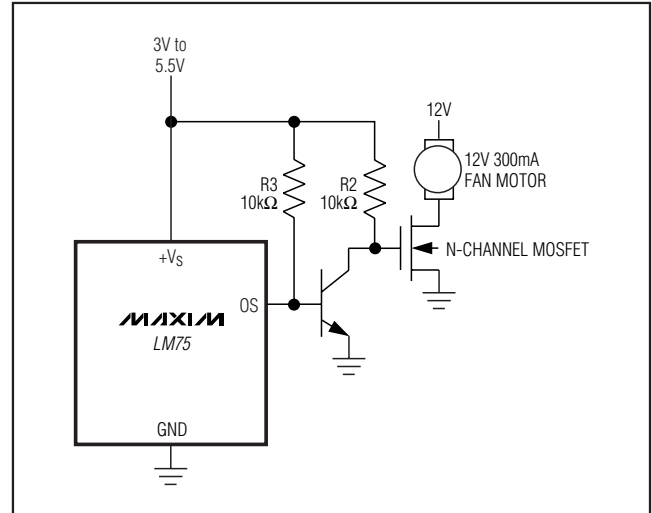 3V to
5.5V
12V
12V 300mA
FAN MOTOR
R3
10kΩ
R2
10kΩ
N-CHANNEL MOSFET
+VS
OS
MAXIM
LM75
GND